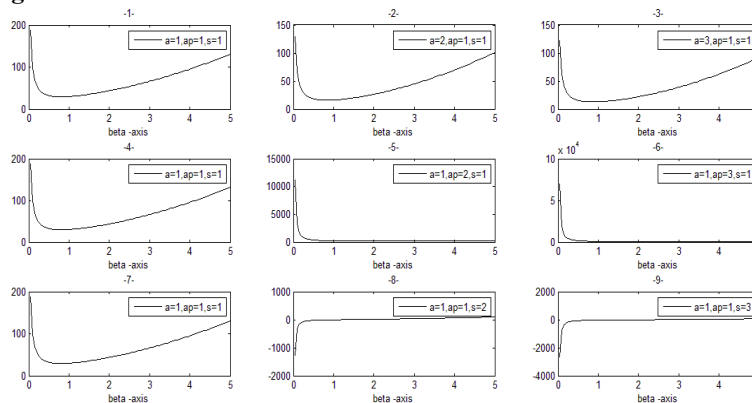 -1-
200
100
0
a=1,ap=1,s=1
0 1 2 3 4 5
beta -axis
-2-
150
100
50
0
a=2,ap=1,s=1
0 1 2 3 4 5
beta -axis
-3-
150
100
50
0
a=3,ap=1,s=1
0 1 2 3 4
beta -axis
-4-
200
100
0
a=1,ap=1,s=1
0 1 2 3 4 5
beta -axis
-5-
15000
10000
5000
0
a=1,ap=2,s=1
0 1 2 3 4 5
beta -axis
-6-
x 10⁴
10
5
0
a=1,ap=3,s=1
0 1 2 3 4
beta -axis
-7-
200
100
0
a=1,ap=1,s=1
0 1 2 3 4 5
beta -axis
-8-
2000
1000
0
-1000
-2000
a=1,ap=1,s=2
0 1 2 3 4 5
beta -axis
-9-
2000
0
-2000
-4000
a=1,ap=1,s=3
0 1 2 3 4
beta -axis